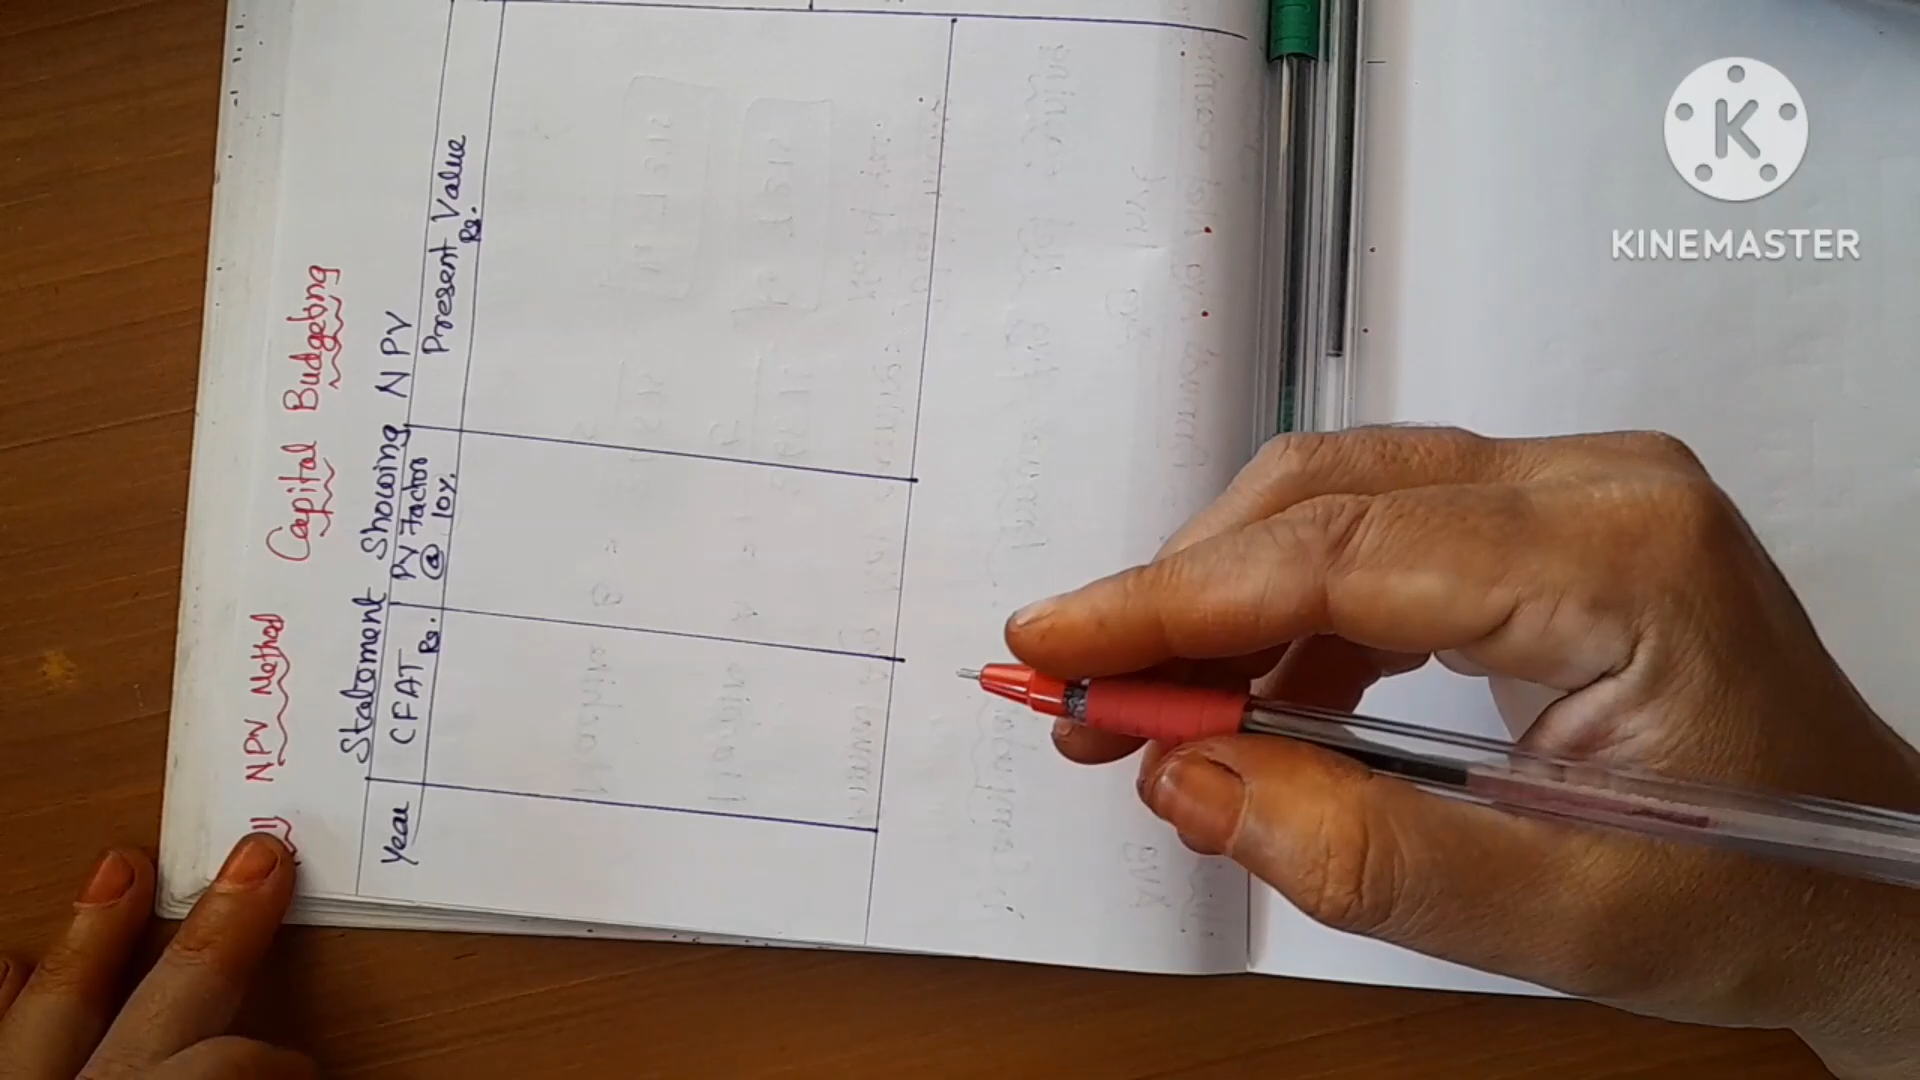 Capital Budgeting
NPV Method
Statement Showing NPV
Year CFAT Rs. PV Factor @ 10%. Present Value Rs.
K
KINEMASTER